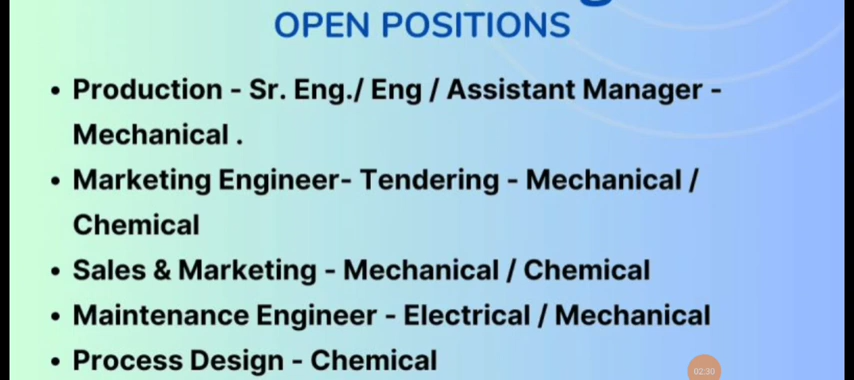 OPEN POSITIONS
• Production - Sr. Eng./ Eng / Assistant Manager -
Mechanical .
• Marketing Engineer- Tendering - Mechanical /
Chemical
• Sales & Marketing - Mechanical / Chemical
• Maintenance Engineer - Electrical / Mechanical
• Process Design - Chemical
02:30